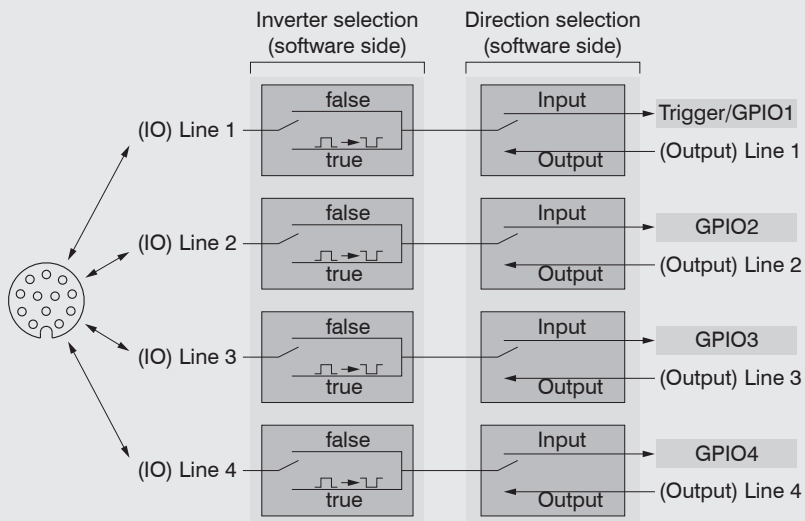 Inverter selection
(software side)
Direction selection
(software side)
(IO) Line 1
false
true
Input
Output
Trigger/GPIO1
(Output) Line 1
(IO) Line 2
false
true
Input
Output
GPIO2
(Output) Line 2
(IO) Line 3
false
true
Input
Output
GPIO3
(Output) Line 3
(IO) Line 4
false
true
Input
Output
GPIO4
(Output) Line 4